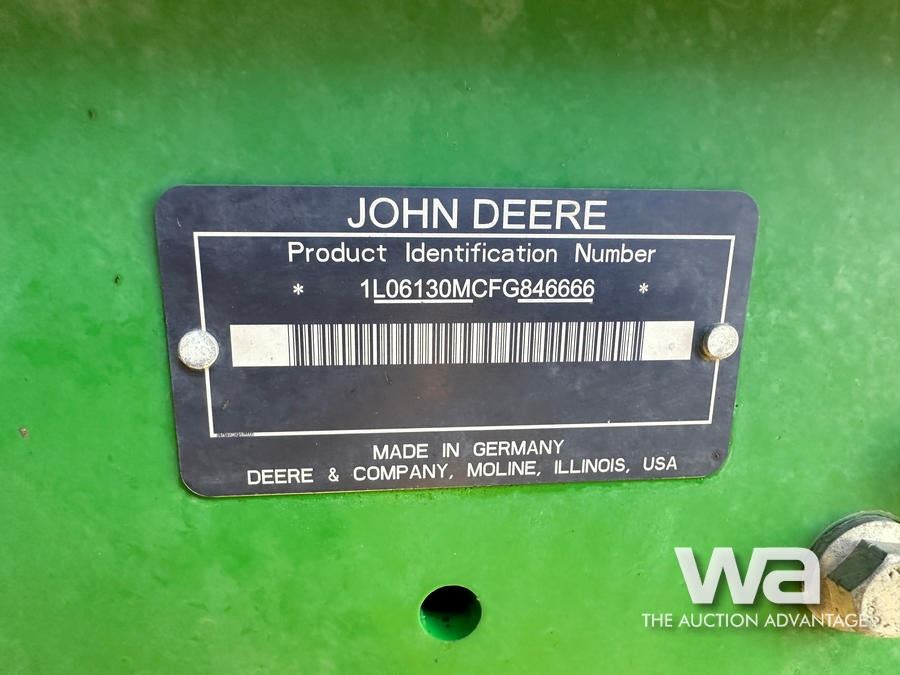 JOHN DEERE
Product Identification Number
* 1L06130MCFG846666 *
MADE IN GERMANY
DEERE & COMPANY, MOLINE, ILLINOIS, USA
wa
THE AUCTION ADVANTAGE